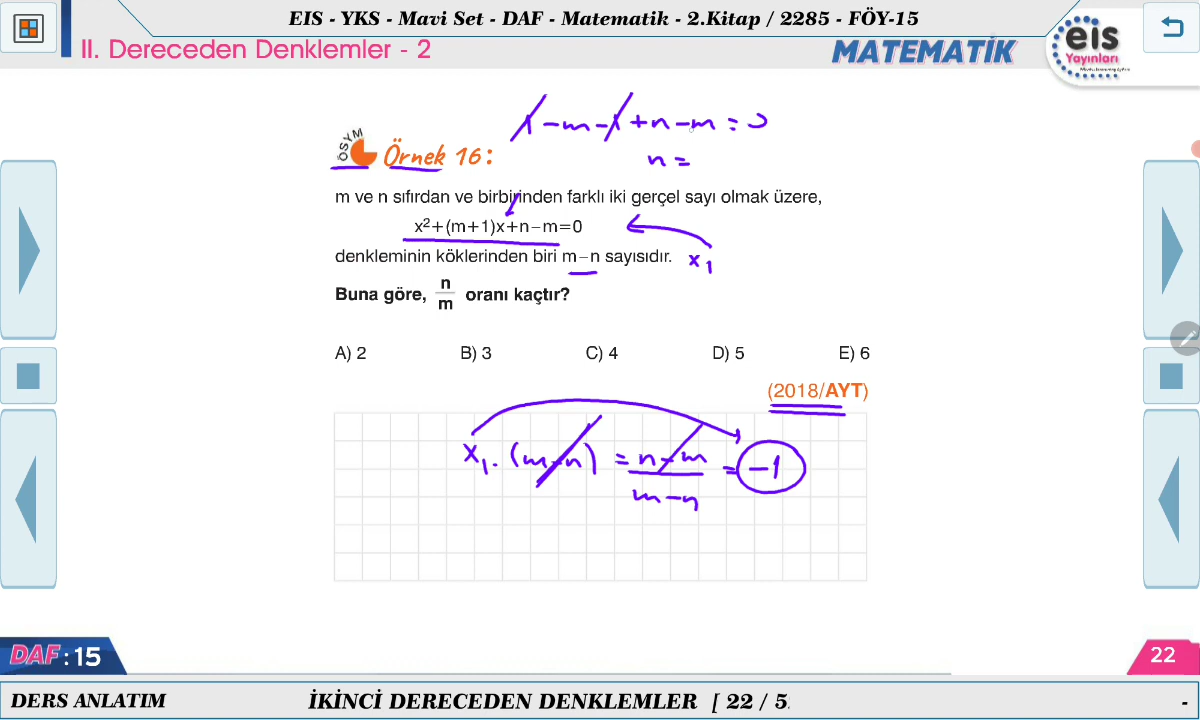 EIS - YKS - Mavi Set - DAF - Matematik - 2.Kitap / 2285 - FÖY-15
II. Dereceden Denklemler - 2
MATEMATİK
eis
Yayınları
1 - m - 1 + n - m = 0
n =
ÖSYM
Örnek 16:
m ve n sıfırdan ve birbirinden farklı iki gerçel sayı olmak üzere,
x²+(m+1)x+n−m=0
denkleminin köklerinden biri m−n sayısıdır.
x₁
Buna göre, n/m oranı kaçtır?
A) 2 B) 3 C) 4 D) 5 E) 6
(2018/AYT)
x₁ . (m-n) = n-m / m-n = -1
DAF : 15
22
DERS ANLATIM İKİNCİ DERECEDEN DENKLEMLER [ 22 / 5 -